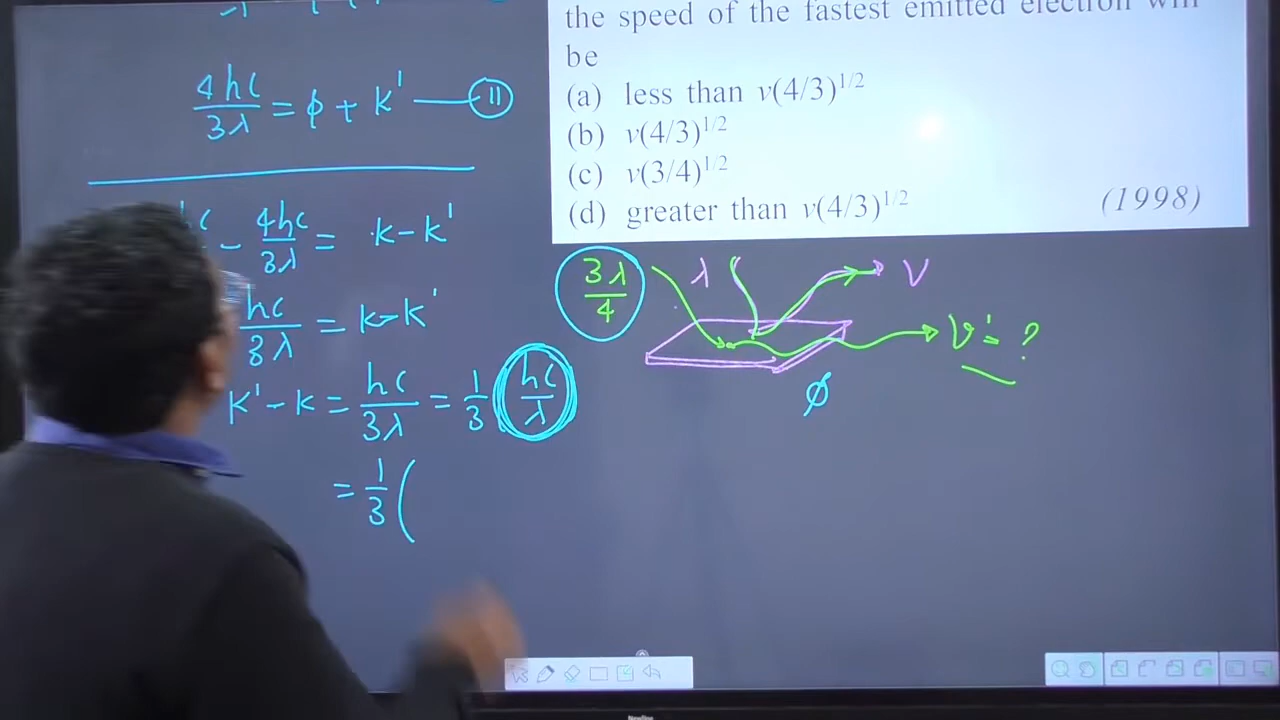 the speed of the fastest emitted electron will
be
(a) less than v(4/3)^1/2
(b) v(4/3)^1/2
(c) v(3/4)^1/2
(d) greater than v(4/3)^1/2
(1998)
4hc/3λ = φ + k' — II
- 4hc/3λ = k - k'
hc/3λ = k - k'
k' - k = hc/3λ = 1/3 (hc/λ)
= 1/3 (
3λ/4 λ v
v' = ?
φ